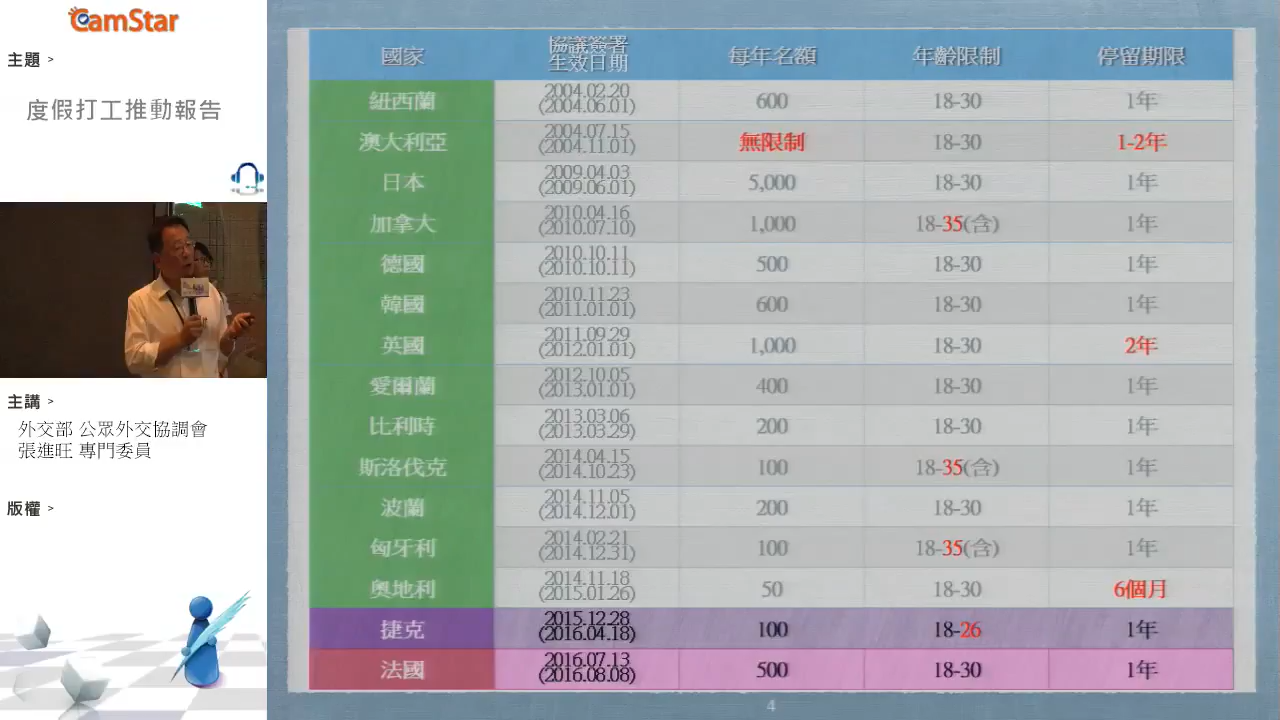 CamStar
主題 >
度假打工推動報告
主講 >
外交部 公眾外交協調會
張進旺 專門委員
版權 >
國家 協議簽署生效日期 每年名額 年齡限制 停留期限
紐西蘭 2004.02.20 (2004.06.01) 600 18-30 1年
澳大利亞 2004.07.15 (2004.11.01) 無限制 18-30 1-2年
日本 2009.04.03 (2009.06.01) 5,000 18-30 1年
加拿大 2010.04.16 (2010.07.10) 1,000 18-35(含) 1年
德國 2010.10.11 (2010.10.11) 500 18-30 1年
韓國 2010.11.23 (2011.01.01) 600 18-30 1年
英國 2011.09.29 (2012.01.01) 1,000 18-30 2年
愛爾蘭 2012.10.05 (2013.01.01) 400 18-30 1年
比利時 2013.03.06 (2013.03.29) 200 18-30 1年
斯洛伐克 2014.04.15 (2014.10.23) 100 18-35(含) 1年
波蘭 2014.11.05 (2014.12.01) 200 18-30 1年
匈牙利 2014.02.21 (2014.12.31) 100 18-35(含) 1年
奧地利 2014.11.18 (2015.01.26) 50 18-30 6個月
捷克 2015.12.28 (2016.04.18) 100 18-26 1年
法國 2016.07.13 (2016.08.08) 500 18-30 1年
4